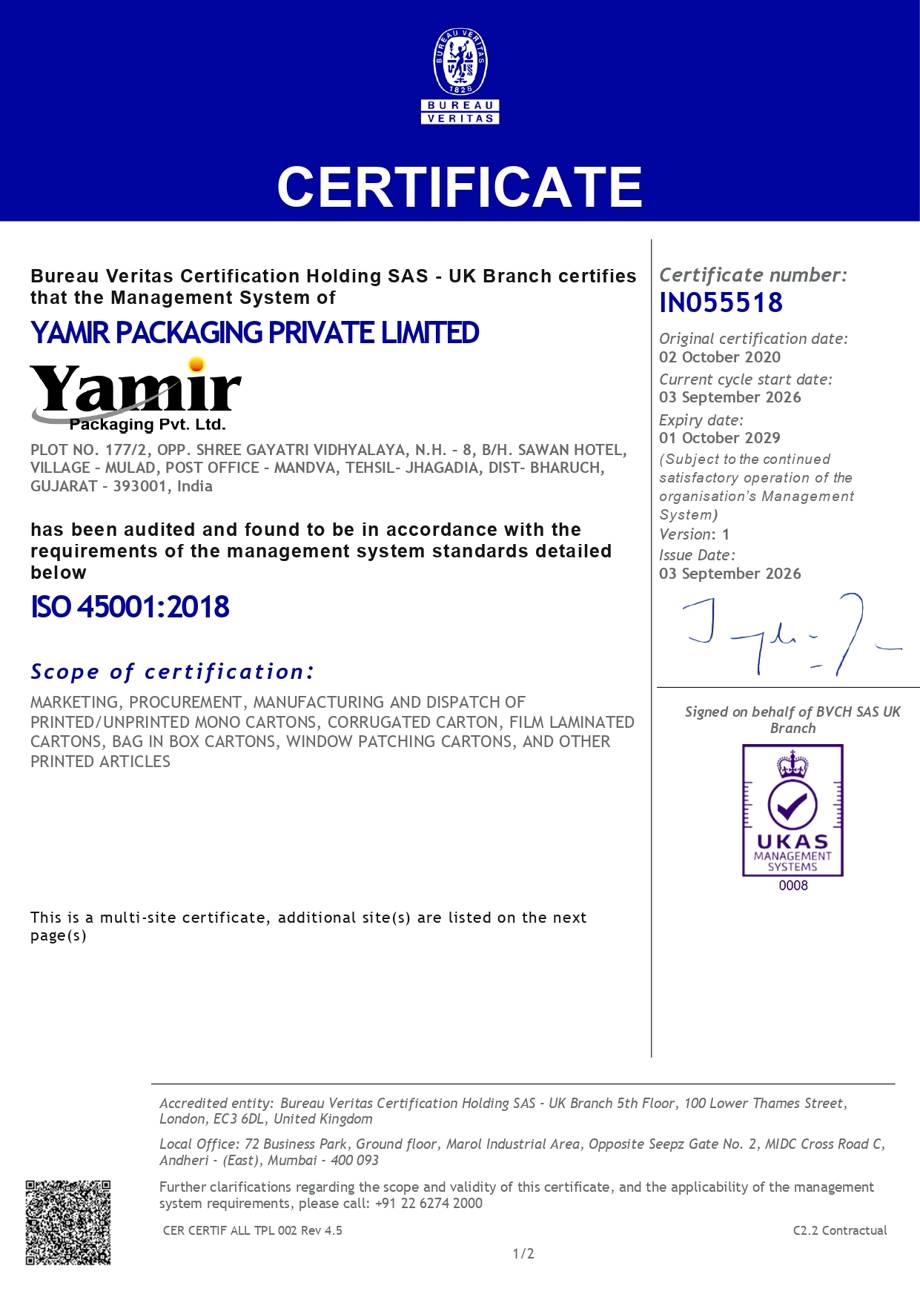 BUREAU VERITAS
1828
BUREAU
VERITAS
CERTIFICATE
Bureau Veritas Certification Holding SAS - UK Branch certifies
that the Management System of
YAMIR PACKAGING PRIVATE LIMITED
Yamir
Packaging Pvt. Ltd.
PLOT NO. 177/2, OPP. SHREE GAYATRI VIDHYALAYA, N.H. – 8, B/H. SAWAN HOTEL,
VILLAGE – MULAD, POST OFFICE – MANDVA, TEHSIL- JHAGADIA, DIST- BHARUCH,
GUJARAT – 393001, India
has been audited and found to be in accordance with the
requirements of the management system standards detailed
below
ISO 45001:2018
Scope of certification:
MARKETING, PROCUREMENT, MANUFACTURING AND DISPATCH OF
PRINTED/UNPRINTED MONO CARTONS, CORRUGATED CARTON, FILM LAMINATED
CARTONS, BAG IN BOX CARTONS, WINDOW PATCHING CARTONS, AND OTHER
PRINTED ARTICLES
This is a multi-site certificate, additional site(s) are listed on the next
page(s)
Certificate number:
IN055518
Original certification date:
02 October 2020
Current cycle start date:
03 September 2026
Expiry date:
01 October 2029
(Subject to the continued
satisfactory operation of the
organisation's Management
System)
Version: 1
Issue Date:
03 September 2026
Signed on behalf of BVCH SAS UK
Branch
UKAS
MANAGEMENT
SYSTEMS
0008
Accredited entity: Bureau Veritas Certification Holding SAS - UK Branch 5th Floor, 100 Lower Thames Street,
London, EC3 6DL, United Kingdom
Local Office: 72 Business Park, Ground floor, Marol Industrial Area, Opposite Seepz Gate No. 2, MIDC Cross Road C,
Andheri - (East), Mumbai - 400 093
Further clarifications regarding the scope and validity of this certificate, and the applicability of the management
system requirements, please call: +91 22 6274 2000
CER CERTIF ALL TPL 002 Rev 4.5
C2.2 Contractual
1/2